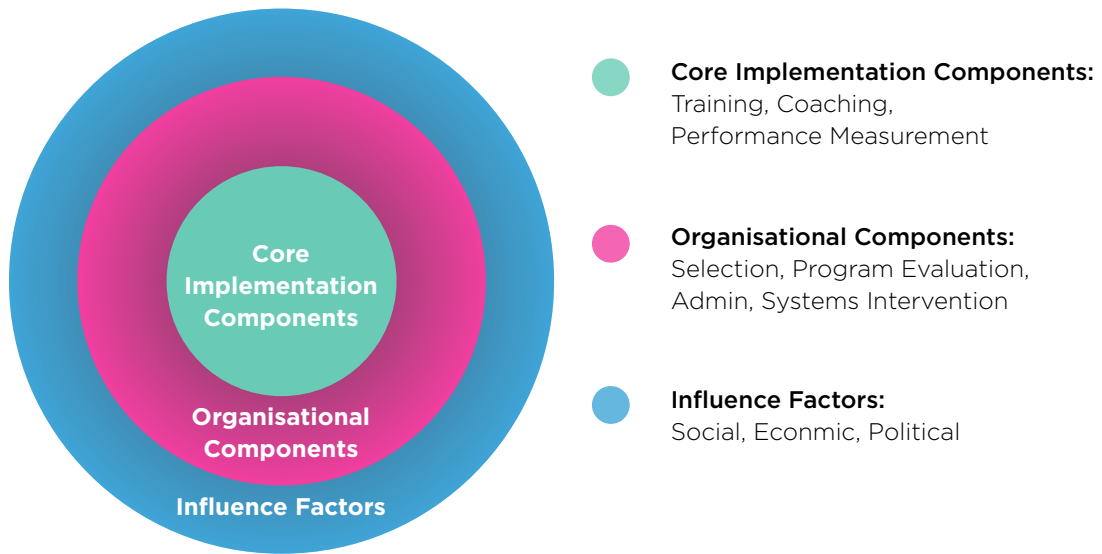 Core
Implementation
Components
Organisational
Components
Influence Factors
Core Implementation Components:
Training, Coaching,
Performance Measurement
Organisational Components:
Selection, Program Evaluation,
Admin, Systems Intervention
Influence Factors:
Social, Econmic, Political